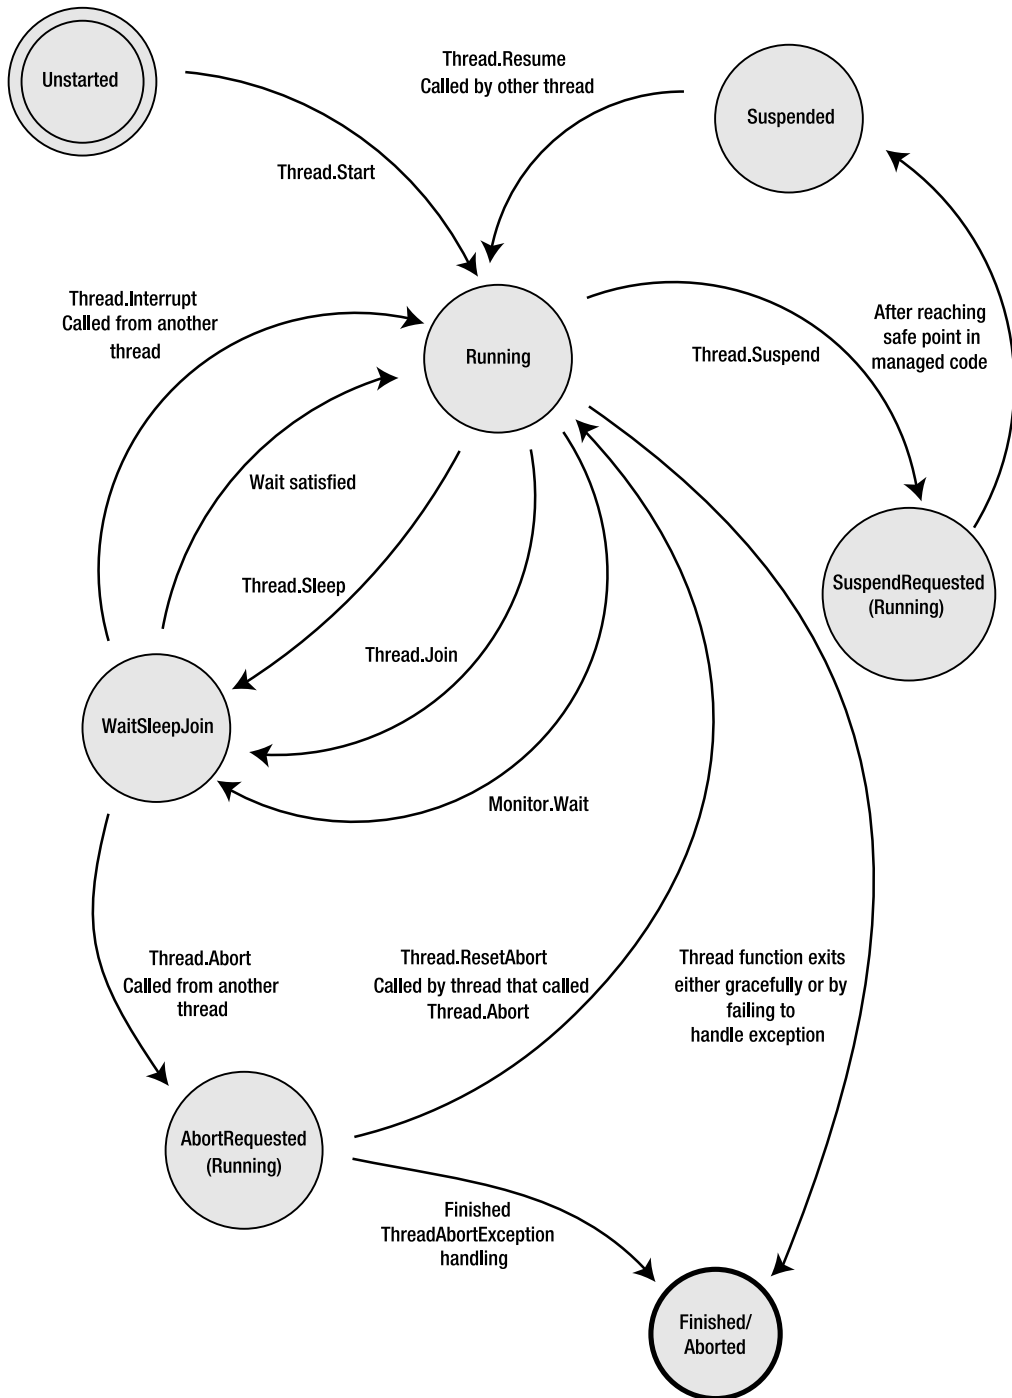 Unstarted
Thread.Resume
Called by other thread
Suspended
Thread.Start
Thread.Interrupt
Called from another
thread
Running
Thread.Suspend
After reaching
safe point in
managed code
Wait satisfied
Thread.Sleep
SuspendRequested
(Running)
Thread.Join
WaitSleepJoin
Monitor.Wait
Thread.Abort
Called from another
thread
Thread.ResetAbort
Called by thread that called
Thread.Abort
Thread function exits
either gracefully or by
failing to
handle exception
AbortRequested
(Running)
Finished
ThreadAbortException
handling
Finished/
Aborted